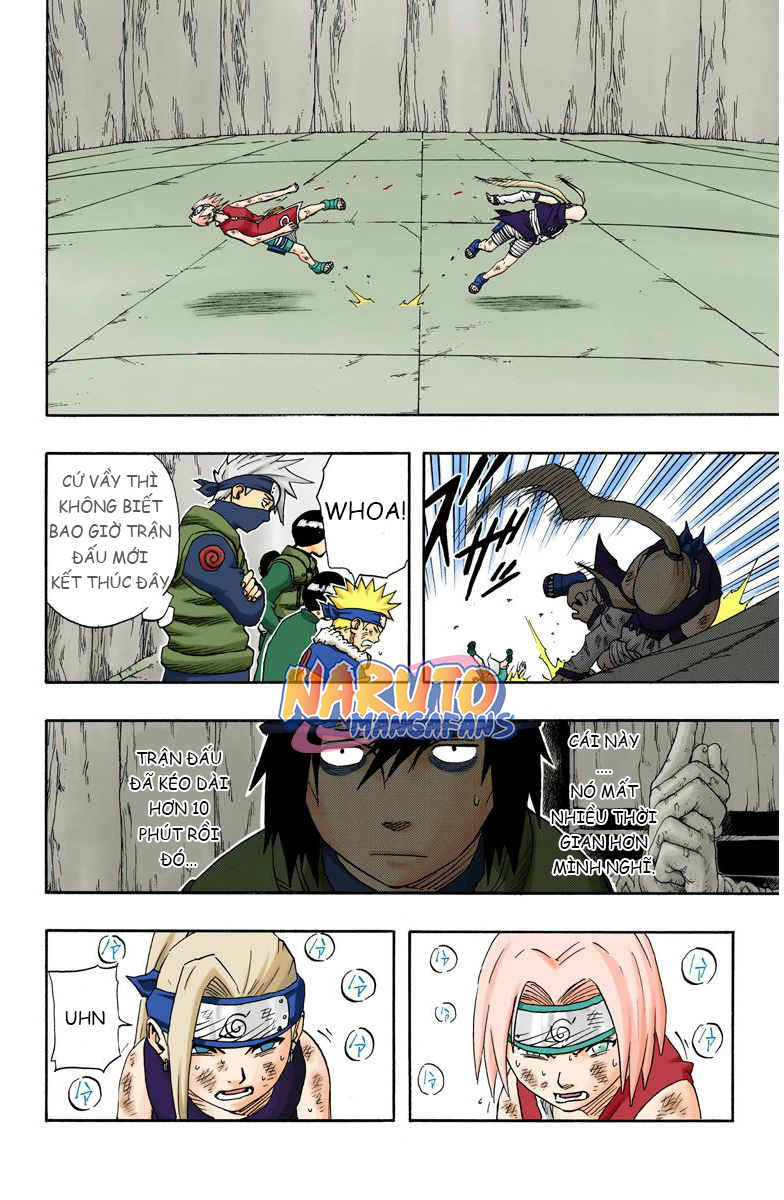 CỨ VẦY THÌ
KHÔNG BIẾT
BAO GIỜ TRẬN
ĐẤU MỚI
KẾT THÚC ĐÂY
WHOA!
NARUTO
MANGAFANS
TRẬN ĐẤU
ĐÃ KÉO DÀI
HƠN 10
PHÚT RỒI
ĐÓ...
CÁI NÀY
....
NÓ MẤT
NHIỀU THỜI
GIAN HƠN
MÌNH NGHĨ.
UHN